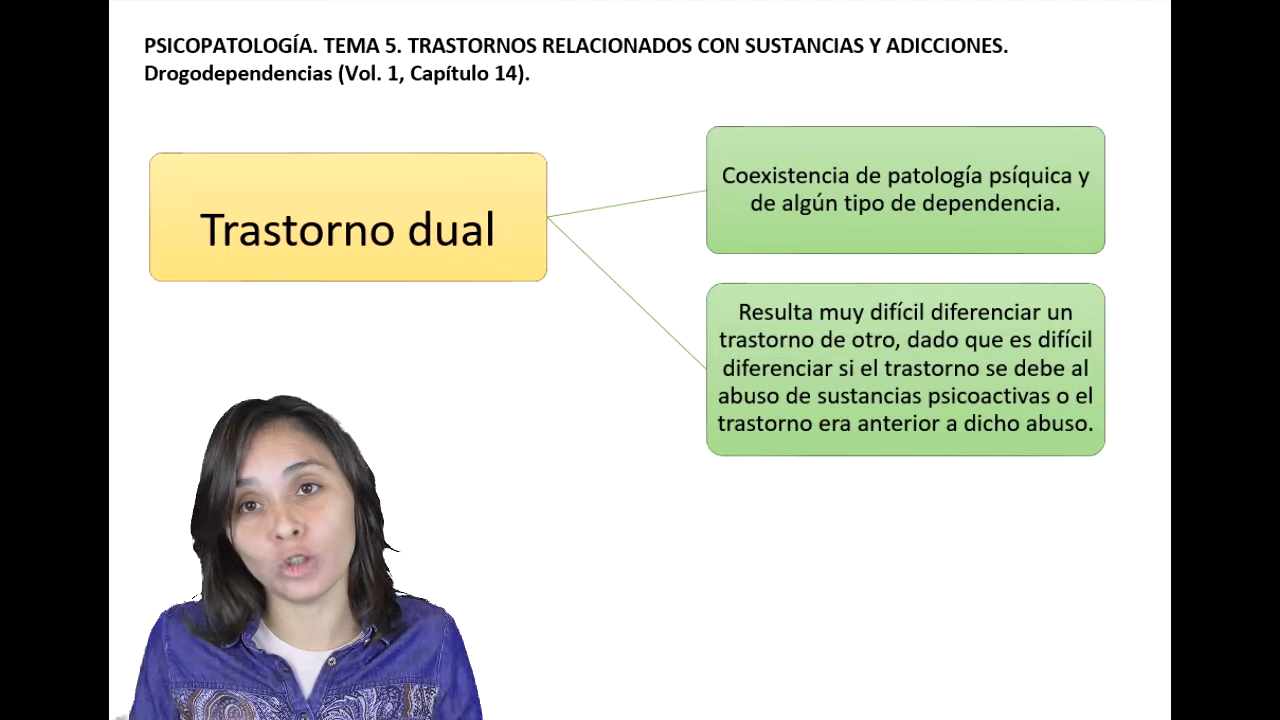 PSICOPATOLOGÍA. TEMA 5. TRASTORNOS RELACIONADOS CON SUSTANCIAS Y ADICCIONES.
Drogodependencias (Vol. 1, Capítulo 14).
Trastorno dual
Coexistencia de patología psíquica y
de algún tipo de dependencia.
Resulta muy difícil diferenciar un
trastorno de otro, dado que es difícil
diferenciar si el trastorno se debe al
abuso de sustancias psicoactivas o el
trastorno era anterior a dicho abuso.